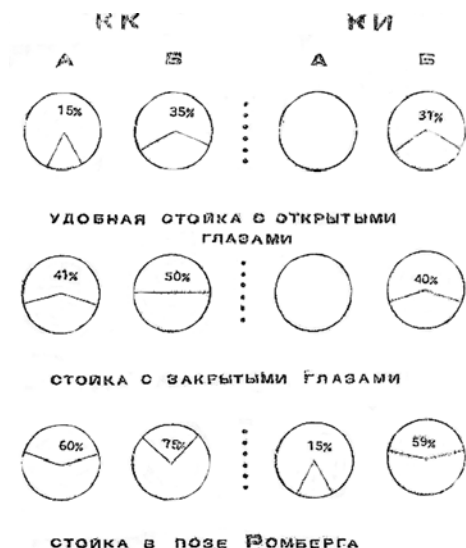 КК КИ
А Б А Б
15% 35% 31%
УДОБНАЯ СТОЙКА С ОТКРЫТЫМИ
ГЛАЗАМИ
41% 50% 40%
СТОЙКА С ЗАКРЫТЫМИ ГЛАЗАМИ
60% 75% 15% 59%
СТОЙКА В ПОЗЕ РОМБЕРГА